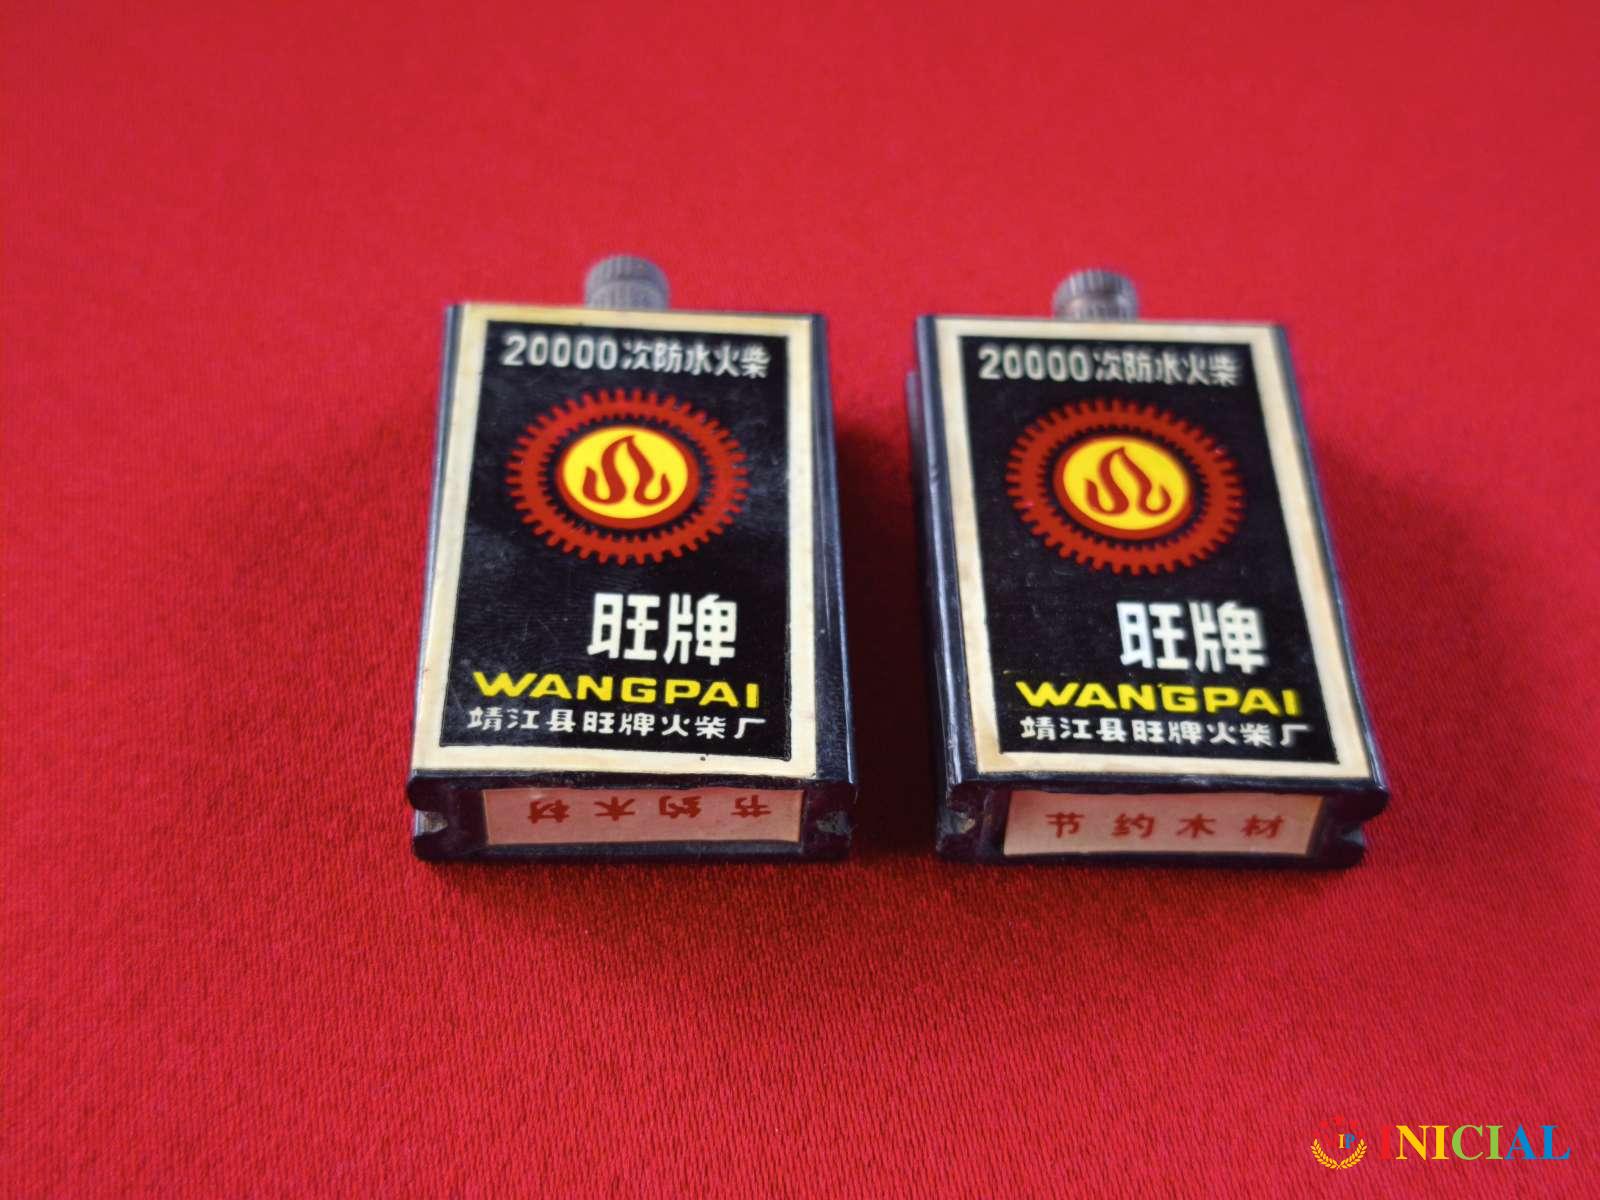 20000次防水火柴
旺牌
WANGPAI
靖江县旺牌火柴厂
节约木材
20000次防水火柴
旺牌
WANGPAI
靖江县旺牌火柴厂
节约木材
IP INICIAL